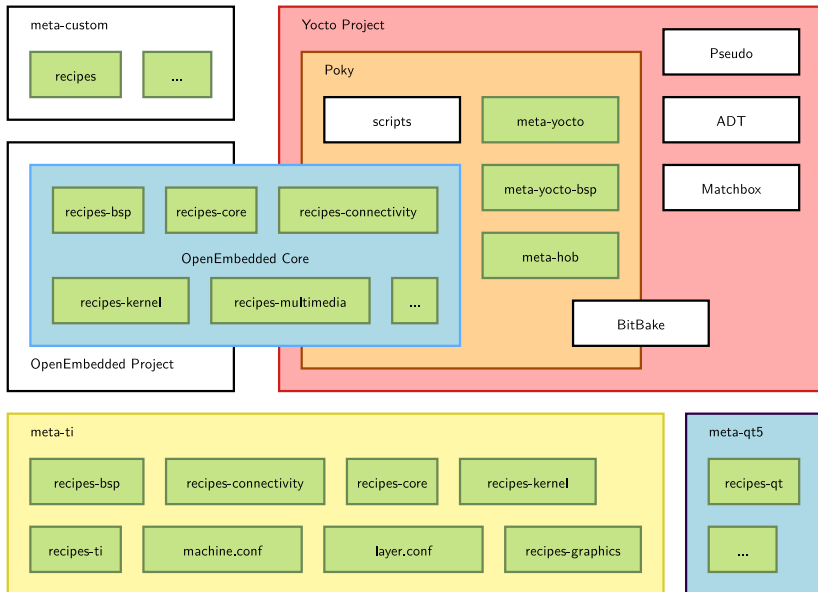 meta-custom
recipes
...
Yocto Project
Poky
scripts
meta-yocto
meta-yocto-bsp
meta-hob
Pseudo
ADT
Matchbox
BitBake
recipes-bsp
recipes-core
recipes-connectivity
OpenEmbedded Core
recipes-kernel
recipes-multimedia
...
OpenEmbedded Project
meta-ti
recipes-bsp
recipes-connectivity
recipes-core
recipes-kernel
recipes-ti
machine.conf
layer.conf
recipes-graphics
meta-qt5
recipes-qt
...